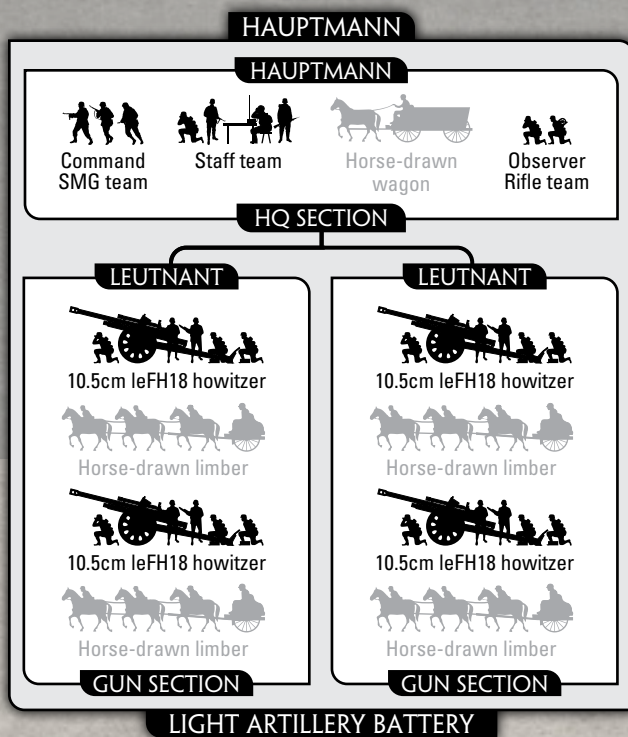 HAUPTMANN
HAUPTMANN
Command
SMG team
Staff team
Horse-drawn
wagon
Observer
Rifle team
HQ SECTION
LEUTNANT
10.5cm leFH18 howitzer
Horse-drawn limber
10.5cm leFH18 howitzer
Horse-drawn limber
GUN SECTION
LEUTNANT
10.5cm leFH18 howitzer
Horse-drawn limber
10.5cm leFH18 howitzer
Horse-drawn limber
GUN SECTION
LIGHT ARTILLERY BATTERY